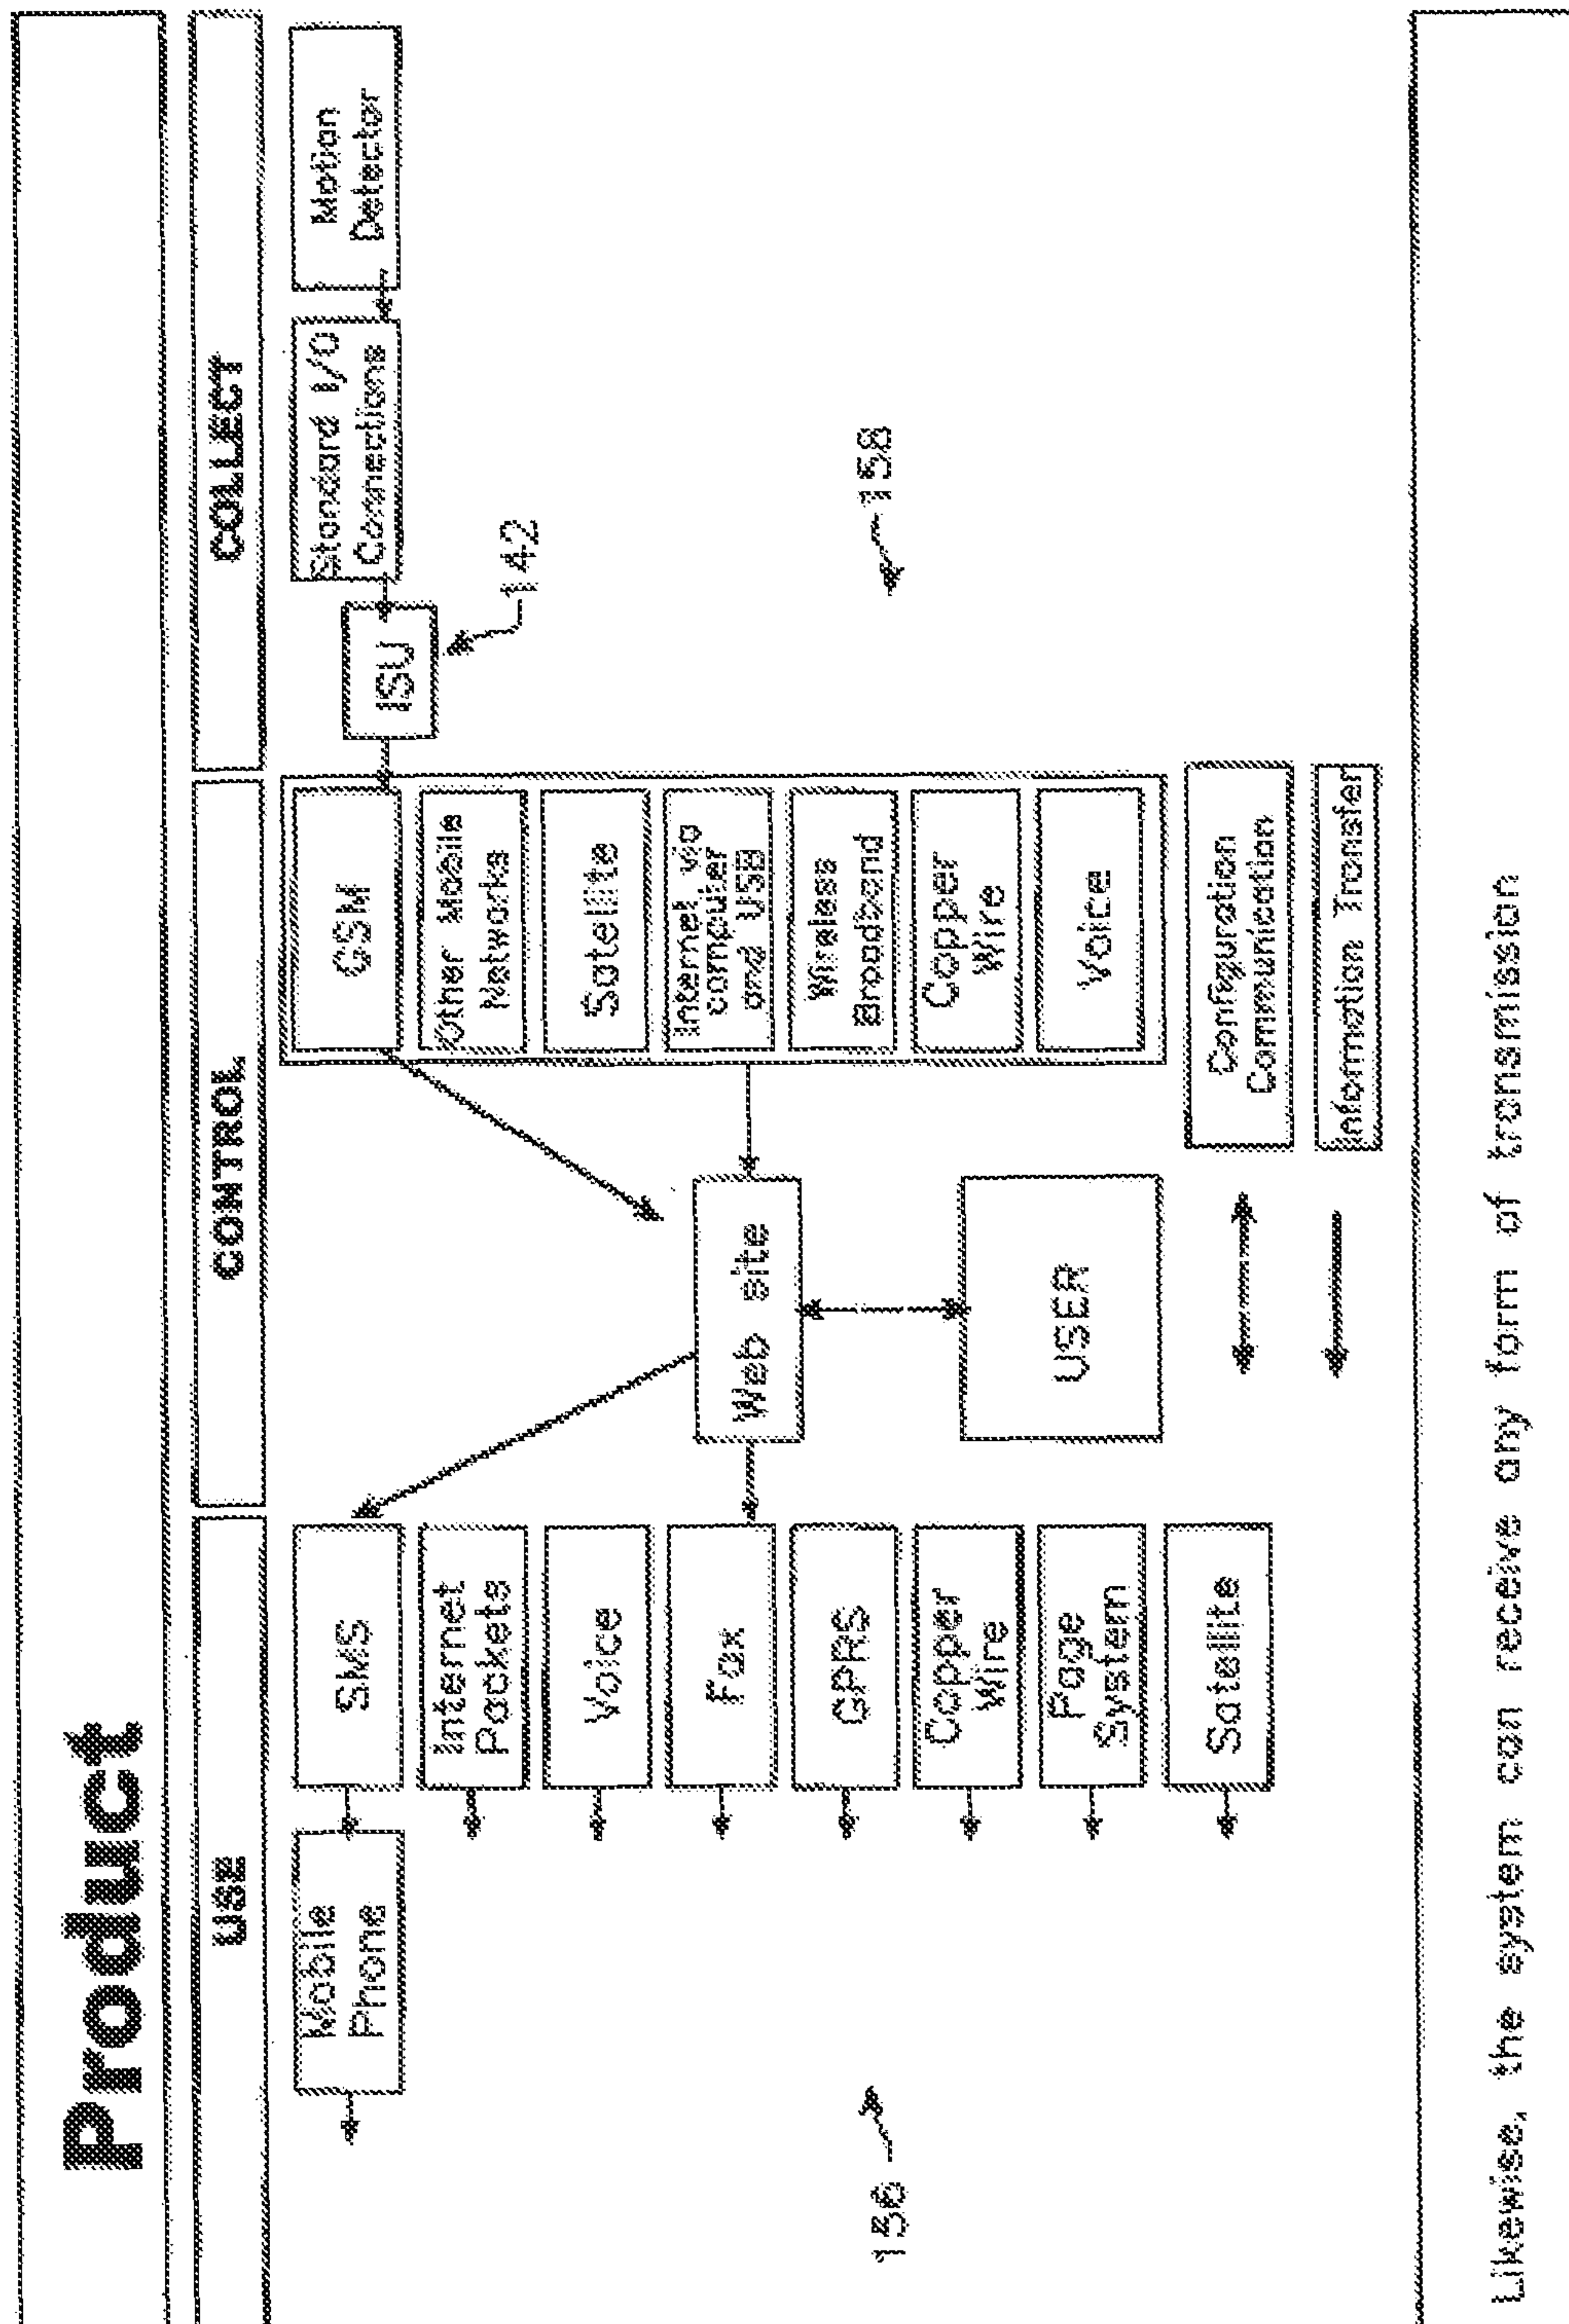 Product
USE
CONTROL
COLLECT
Mobile
Phone
SMS
Internet
Packets
Voice
Fax
GPRS
Copper
Wire
Page
System
Satellite
Web site
USER
GSM
Other Mobile
Networks
Satellite
Internet via
computer
and USB
Wireless
Broadband
Copper
Wire
Voice
Configuration
Communication
Information Transfer
ISU
142
Standard I/O
Connections
Motion
Detector
156
158
Likewise, the system can receive any form of transmission